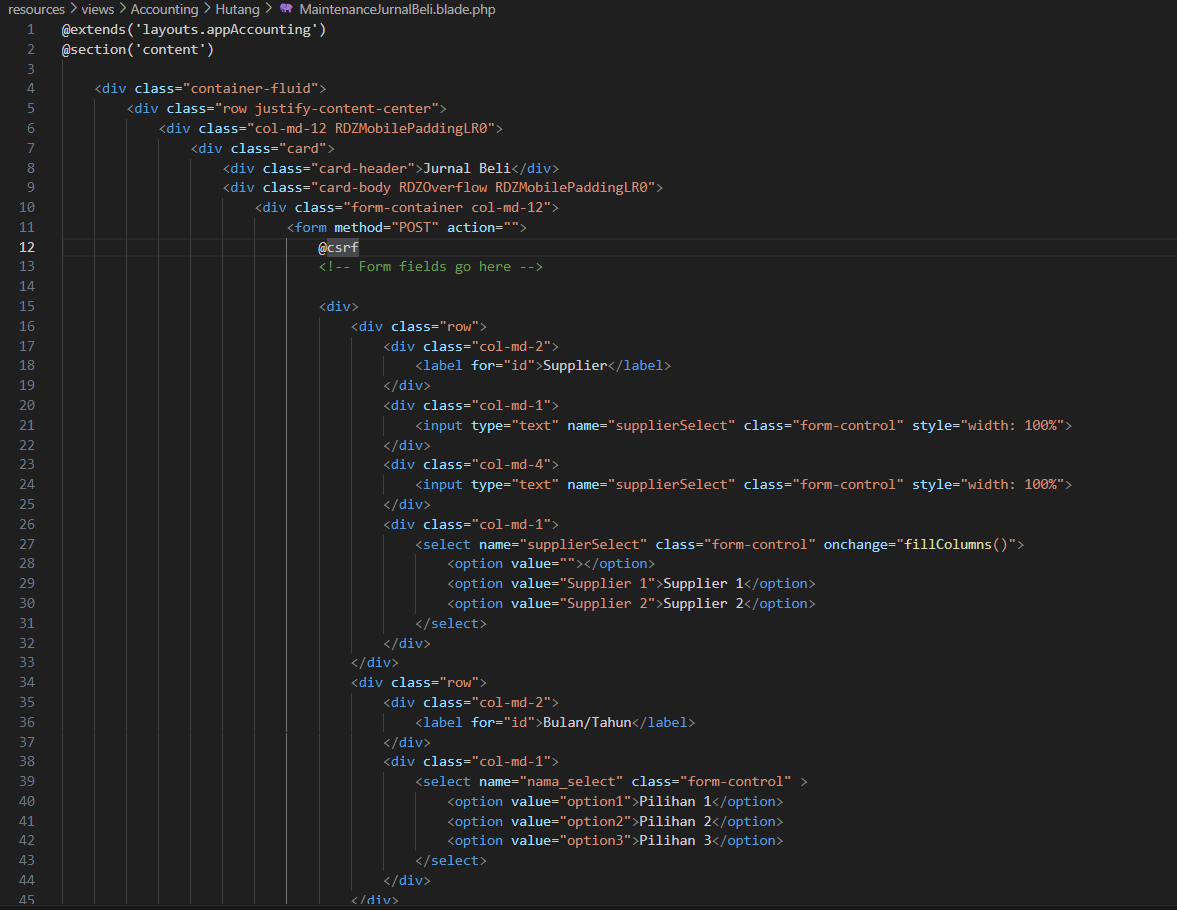 resources > views > Accounting > Hutang > MaintenanceJurnalBeli.blade.php
1 @extends('layouts.appAccounting')
2 @section('content')
3
4 <div class="container-fluid">
5 <div class="row justify-content-center">
6 <div class="col-md-12 RDZMobilePaddingLR0">
7 <div class="card">
8 <div class="card-header">Jurnal Beli</div>
9 <div class="card-body RDZOverflow RDZMobilePaddingLR0">
10 <div class="form-container col-md-12">
11 <form method="POST" action="">
12 @csrf
13 <!-- Form fields go here -->
14
15 <div>
16 <div class="row">
17 <div class="col-md-2">
18 <label for="id">Supplier</label>
19 </div>
20 <div class="col-md-1">
21 <input type="text" name="supplierSelect" class="form-control" style="width: 100%">
22 </div>
23 <div class="col-md-4">
24 <input type="text" name="supplierSelect" class="form-control" style="width: 100%">
25 </div>
26 <div class="col-md-1">
27 <select name="supplierSelect" class="form-control" onchange="fillColumns()">
28 <option value=""></option>
29 <option value="Supplier 1">Supplier 1</option>
30 <option value="Supplier 2">Supplier 2</option>
31 </select>
32 </div>
33 </div>
34 <div class="row">
35 <div class="col-md-2">
36 <label for="id">Bulan/Tahun</label>
37 </div>
38 <div class="col-md-1">
39 <select name="nama_select" class="form-control" >
40 <option value="option1">Pilihan 1</option>
41 <option value="option2">Pilihan 2</option>
42 <option value="option3">Pilihan 3</option>
43 </select>
44 </div>
45 </div>